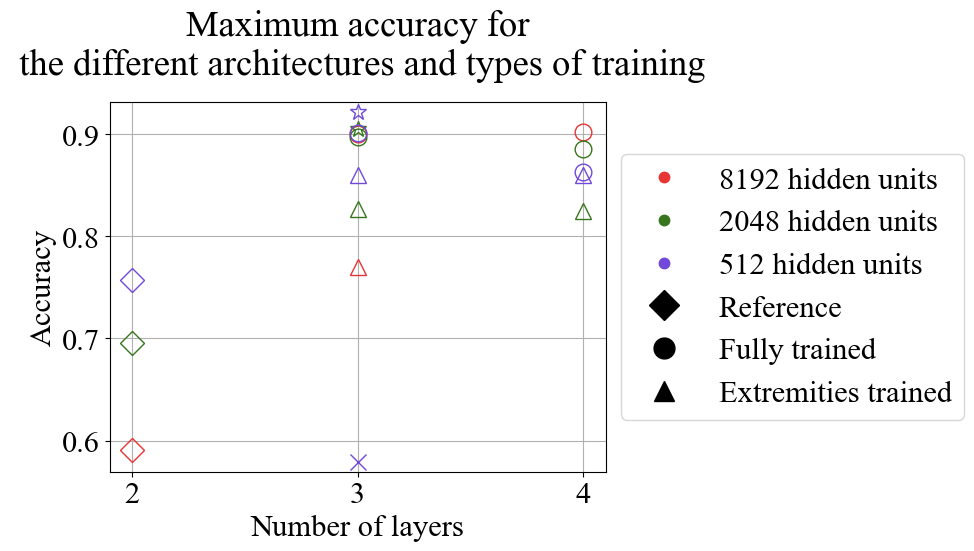 Maximum accuracy for
the different architectures and types of training
Accuracy
0.9
0.8
0.7
0.6
2
3
4
Number of layers
8192 hidden units
2048 hidden units
512 hidden units
Reference
Fully trained
Extremities trained